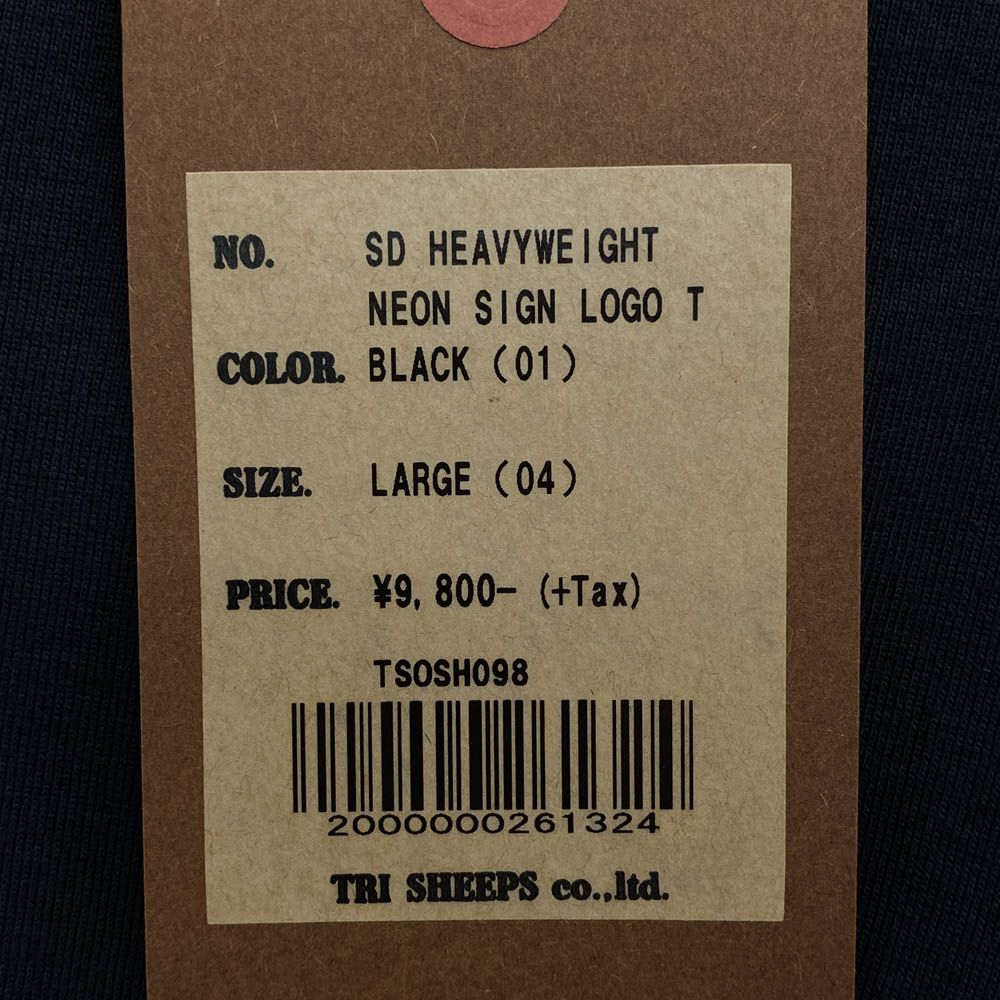 NO. SD HEAVYWEIGHT
NEON SIGN LOGO T
COLOR. BLACK (01)
SIZE. LARGE (04)
PRICE. ¥9,800- (+Tax)
TSOSH098
2000000261324
TRI SHEEPS co.,ltd.